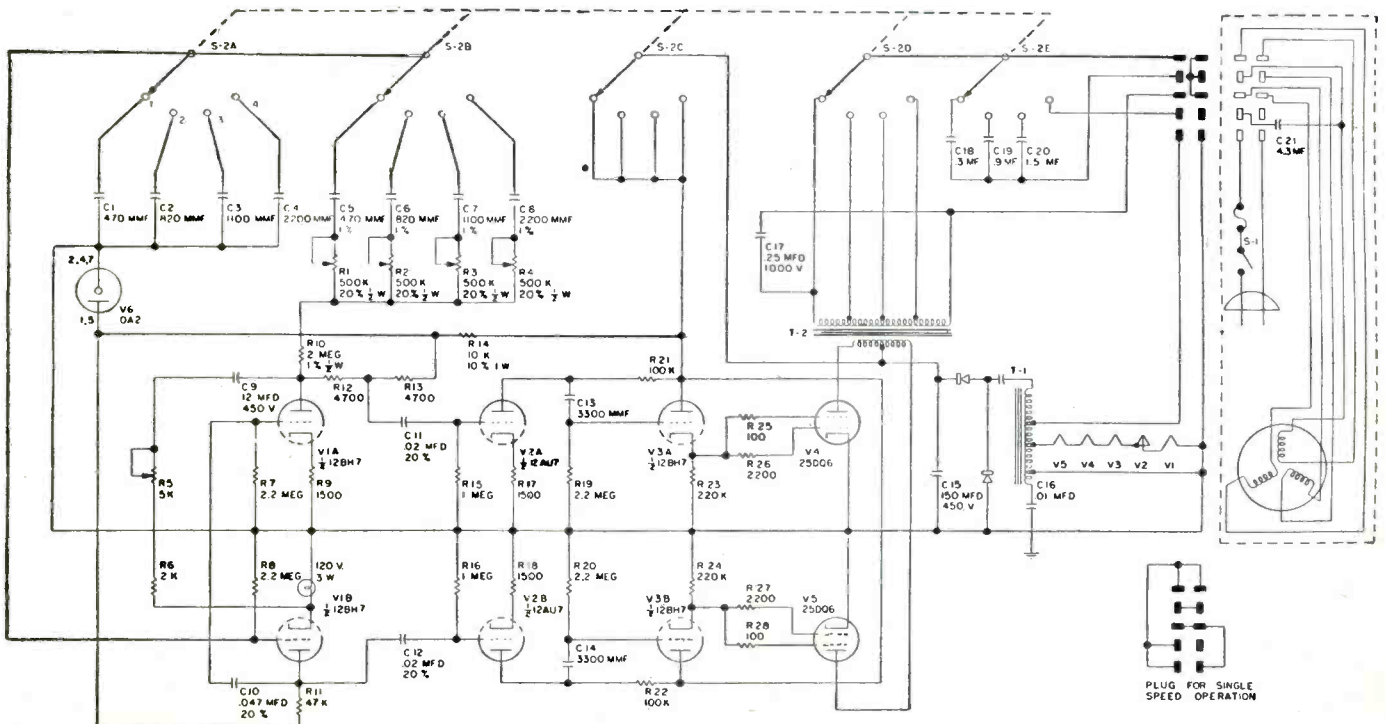 S-2A
S-2B
S-2C
S-2D
S-2E
1
2
3
4
C1
470 MMF
C2
820 MMF
C3
1100 MMF
C4
2200 MMF
C5
470 MMF
1%
C6
820 MMF
1%
C7
1100 MMF
1%
C8
2200 MMF
1%
C18
.3 MF
C19
.9 MF
C20
1.5 MF
C21
4.3 MF
S-1
2,4,7
V6
0A2
1,5
R1
500 K
20% ½ W
R2
500 K
20% ½ W
R3
500 K
20% ½ W
R4
500 K
20% ½ W
C17
.25 MFD
1000 V
T-2
R10
2 MEG
1% ½ W
R14
10 K
10% 1 W
R12
4700
R13
4700
R21
100 K
C9
12 MFD
450 V
C13
3300 MMF
T-1
C11
.02 MFD
20%
V1A
½ 12BH7
V2A
½ 12AU7
V3A
½ 12BH7
R25
100
R26
2200
V4
25DQ6
R5
5K
R7
2.2 MEG
R9
1500
R15
1 MEG
R17
1500
R19
2.2 MEG
R23
220 K
C15
150 MFD
450 V
C16
.01 MFD
V5 V4 V3 V2 V1
R6
2 K
R8
2.2 MEG
120 V.
3 W
V1B
½ 12BH7
R16
1 MEG
R18
1500
V2B
½ 12AU7
R20
2.2 MEG
R24
220 K
V3B
½ 12BH7
R27
2200
R28
100
V5
25DQ6
C12
.02 MFD
20%
C14
3300 MMF
C10
.047 MFD
20%
R11
47 K
R22
100K
PLUG FOR SINGLE
SPEED OPERATION